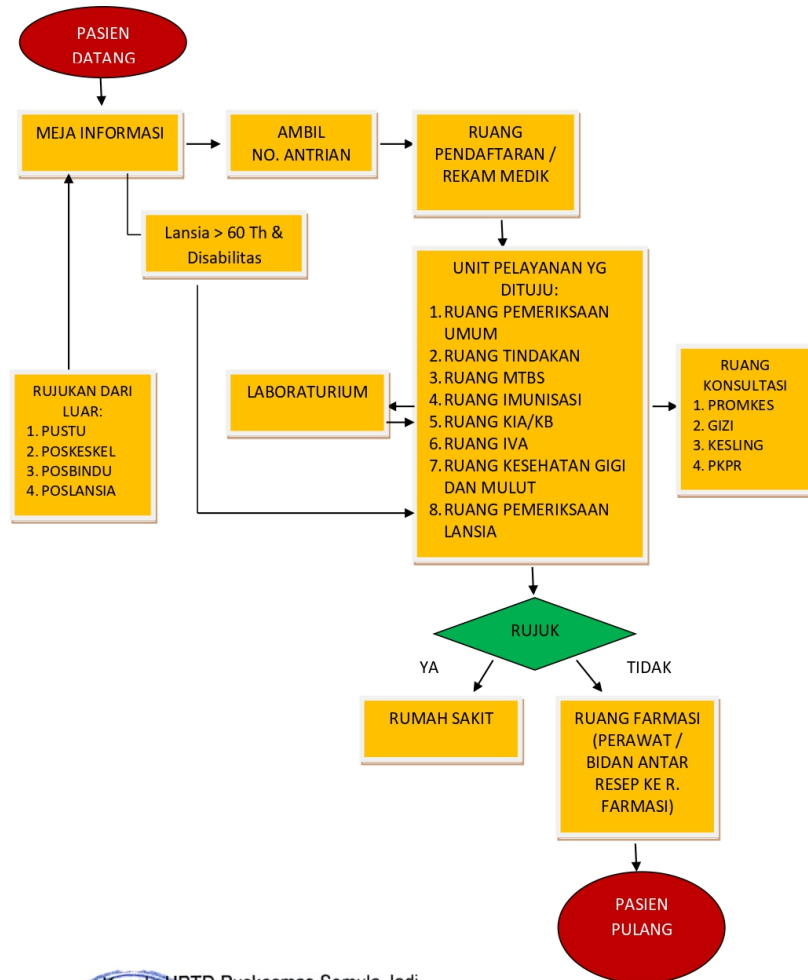 PASIEN
DATANG
MEJA INFORMASI
AMBIL
NO. ANTRIAN
RUANG
PENDAFTARAN /
REKAM MEDIK
Lansia > 60 Th &
Disabilitas
UNIT PELAYANAN YG
DITUJU:
1. RUANG PEMERIKSAAN
UMUM
2. RUANG TINDAKAN
3. RUANG MTBS
4. RUANG IMUNISASI
5. RUANG KIA/KB
6. RUANG IVA
7. RUANG KESEHATAN GIGI
DAN MULUT
8. RUANG PEMERIKSAAN
LANSIA
RUJUKAN DARI
LUAR:
1. PUSTU
2. POSKESKEL
3. POSBINDU
4. POSLANSIA
LABORATURIUM
RUANG
KONSULTASI
1. PROMKES
2. GIZI
3. KESLING
4. PKPR
RUJUK
YA
TIDAK
RUMAH SAKIT
RUANG FARMASI
(PERAWAT /
BIDAN ANTAR
RESEP KE R.
FARMASI)
PASIEN
PULANG